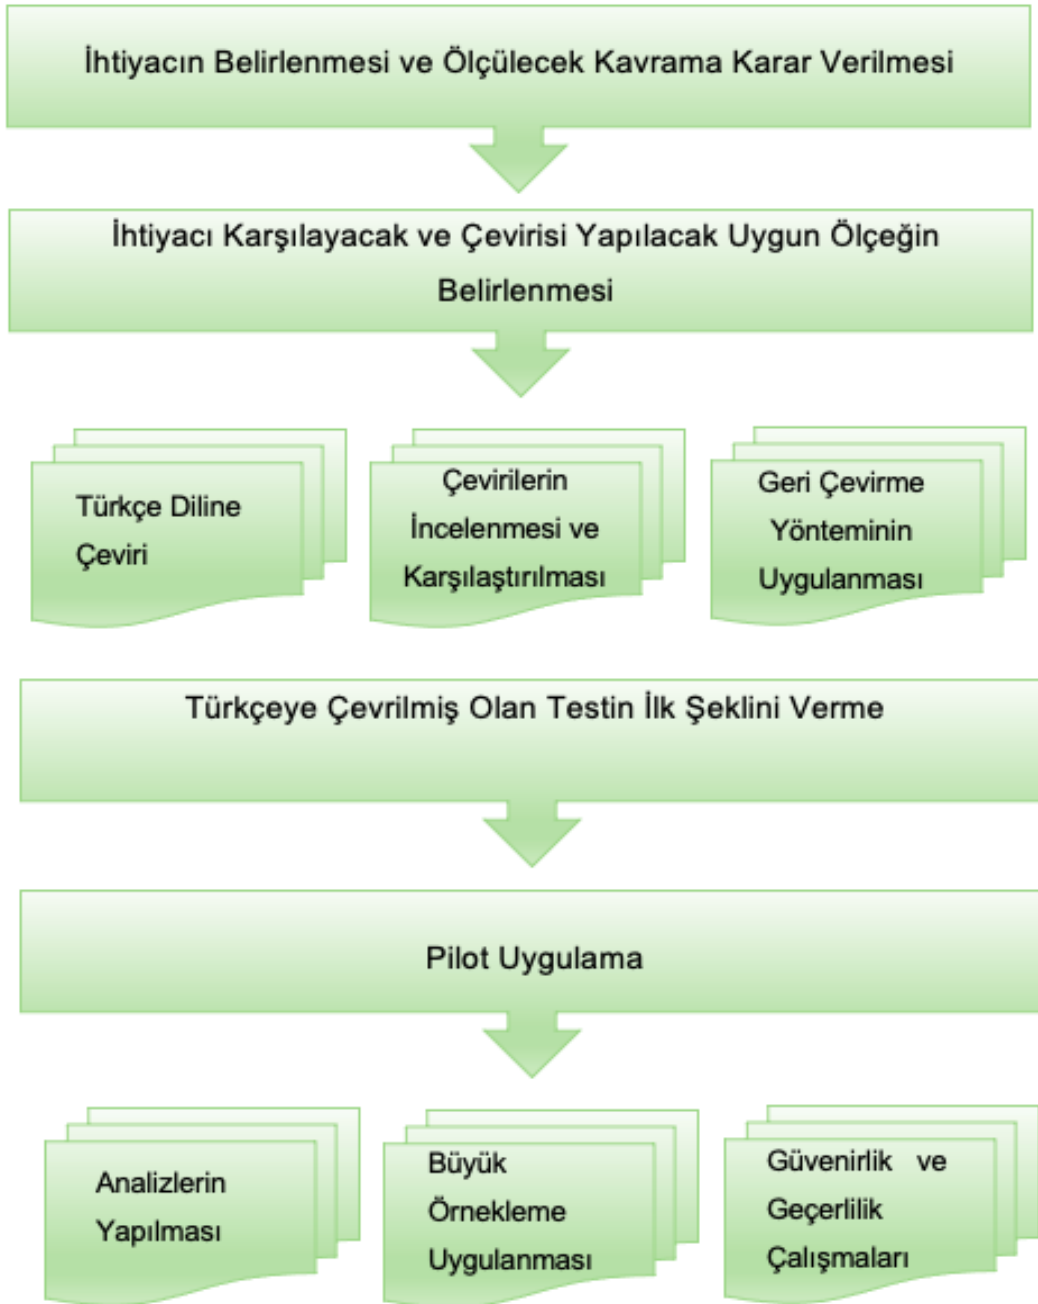 İhtiyacın Belirlenmesi ve Ölçülecek Kavrama Karar Verilmesi
İhtiyacı Karşılayacak ve Çevirisi Yapılacak Uygun Ölçeğin
Belirlenmesi
Türkçe Diline
Çeviri
Çevirilerin
İncelenmesi ve
Karşılaştırılması
Geri Çevirme
Yönteminin
Uygulanması
Türkçeye Çevrilmiş Olan Testin İlk Şeklini Verme
Pilot Uygulama
Analizlerin
Yapılması
Büyük
Örnekleme
Uygulanması
Güvenirlik ve
Geçerlilik
Çalışmaları